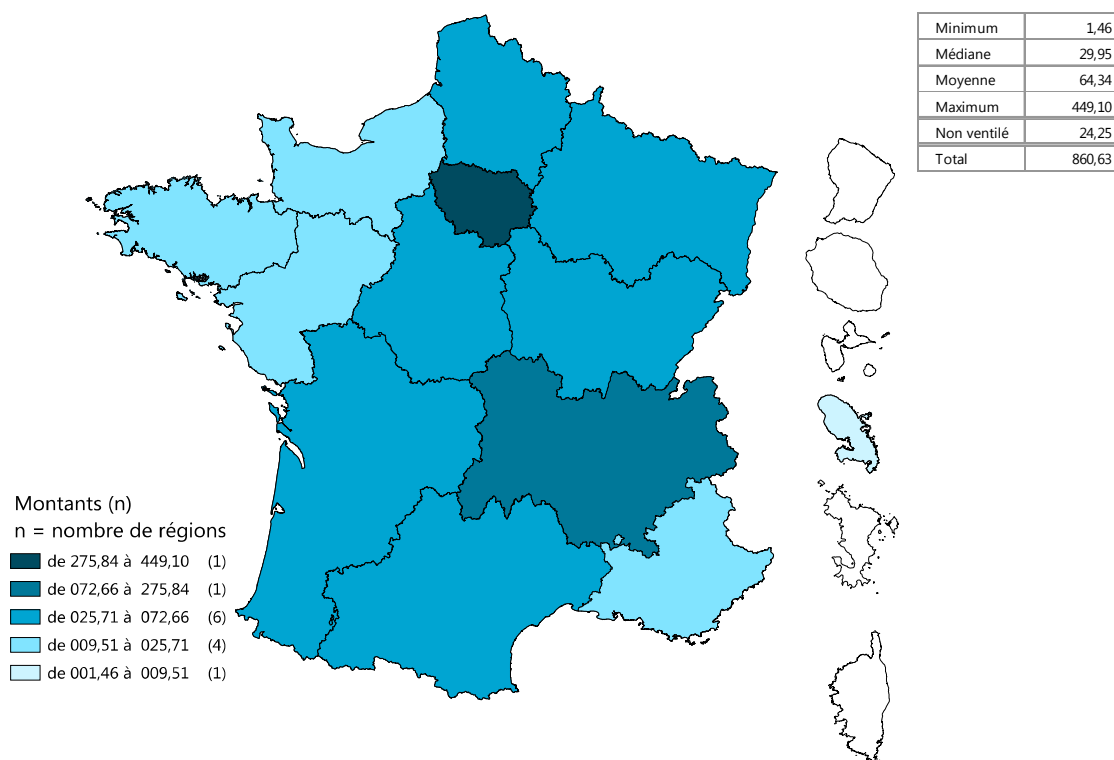 Minimum 1,46
Médiane 29,95
Moyenne 64,34
Maximum 449,10
Non ventilé 24,25
Total 860,63
Montants (n)
n = nombre de régions
de 275,84 à 449,10 (1)
de 072,66 à 275,84 (1)
de 025,71 à 072,66 (6)
de 009,51 à 025,71 (4)
de 001,46 à 009,51 (1)